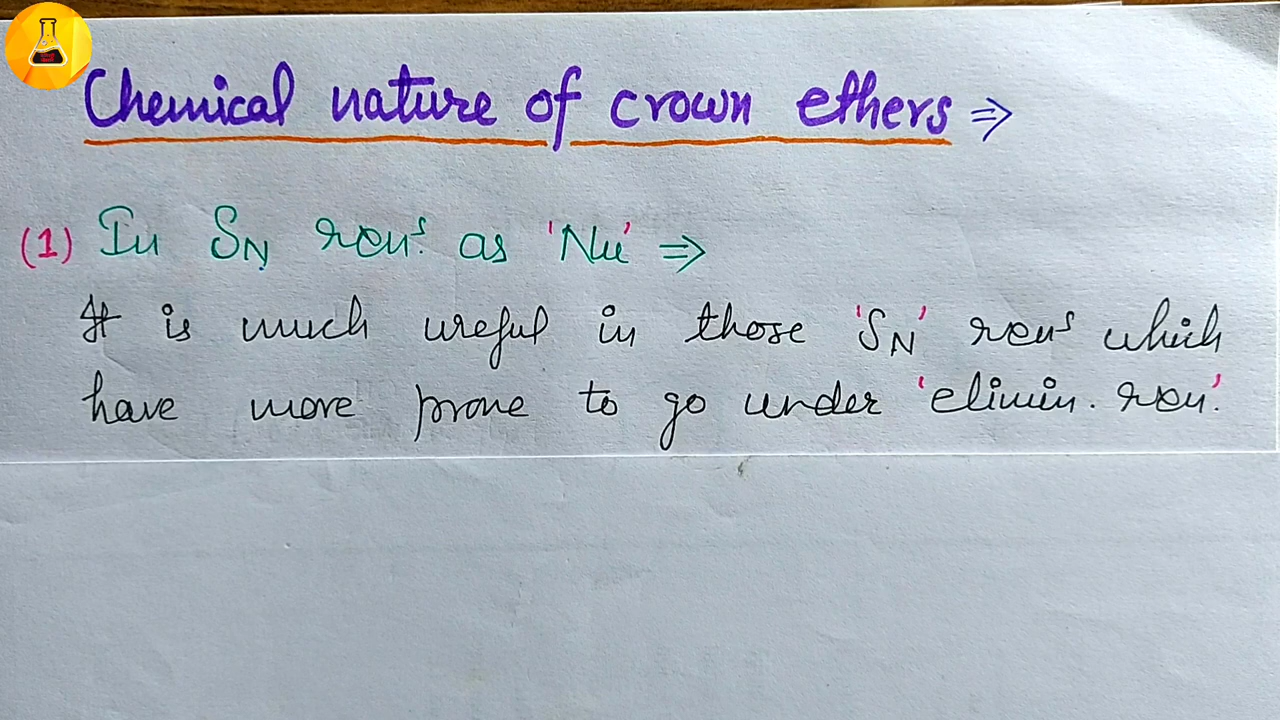 Chemical nature of crown ethers ⇒
(1) In SN rxns. as 'Nu' ⇒
It is much useful in those 'SN' rxns which
have more prone to go under 'elimin. rxn.'